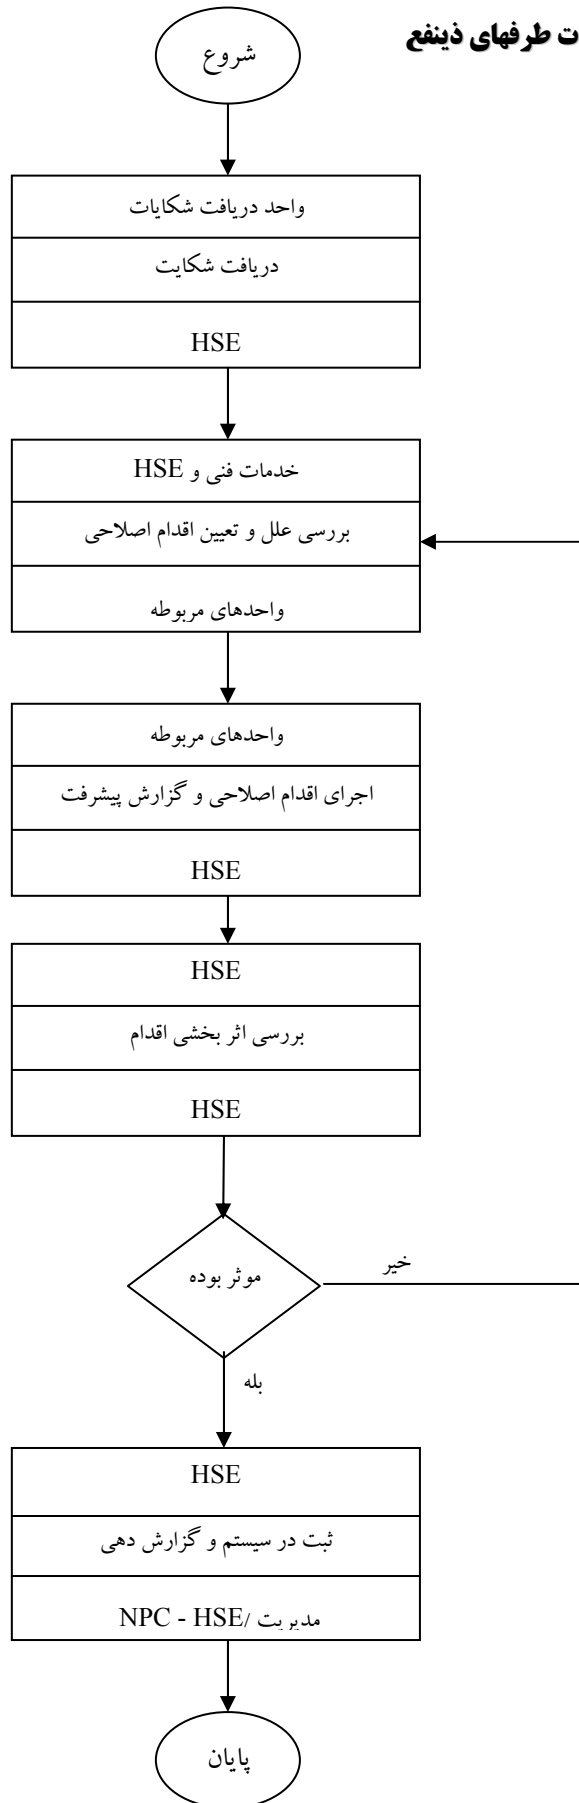 ت طرفهای ذینفع
شروع
واحد دریافت شکایات
دریافت شکایت
HSE
خدمات فنی و HSE
بررسی علل و تعیین اقدام اصلاحی
واحدهای مربوطه
واحدهای مربوطه
اجرای اقدام اصلاحی و گزارش پیشرفت
HSE
HSE
بررسی اثر بخشی اقدام
HSE
موثر بوده
خیر
بله
HSE
ثبت در سیستم و گزارش دهی
مدیریت /NPC - HSE
پایان